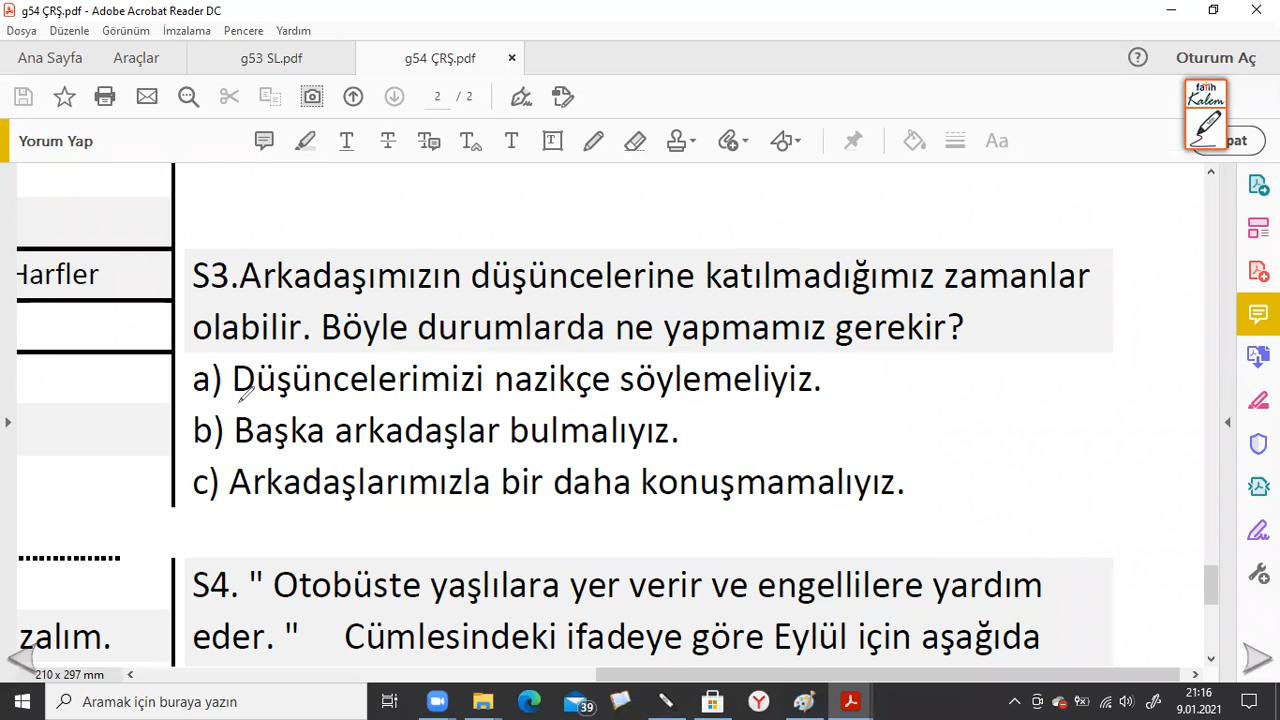 g54 ÇRŞ.pdf - Adobe Acrobat Reader DC
Dosya Düzenle Görünüm İmzalama Pencere Yardım
Ana Sayfa Araçlar g53 SL.pdf g54 ÇRŞ.pdf Oturum Aç
2 / 2
fatih
Kalem
Yorum Yap
pat
Harfler
S3.Arkadaşımızın düşüncelerine katılmadığımız zamanlar
olabilir. Böyle durumlarda ne yapmamız gerekir?
a) Düşüncelerimizi nazikçe söylemeliyiz.
b) Başka arkadaşlar bulmalıyız.
c) Arkadaşlarımızla bir daha konuşmamalıyız.
S4. " Otobüste yaşlılara yer verir ve engellilere yardım
zalım.
eder. " Cümlesindeki ifadeye göre Eylül için aşağıda
210 x 297 mm
Aramak için buraya yazın
39
21:16
9.01.2021